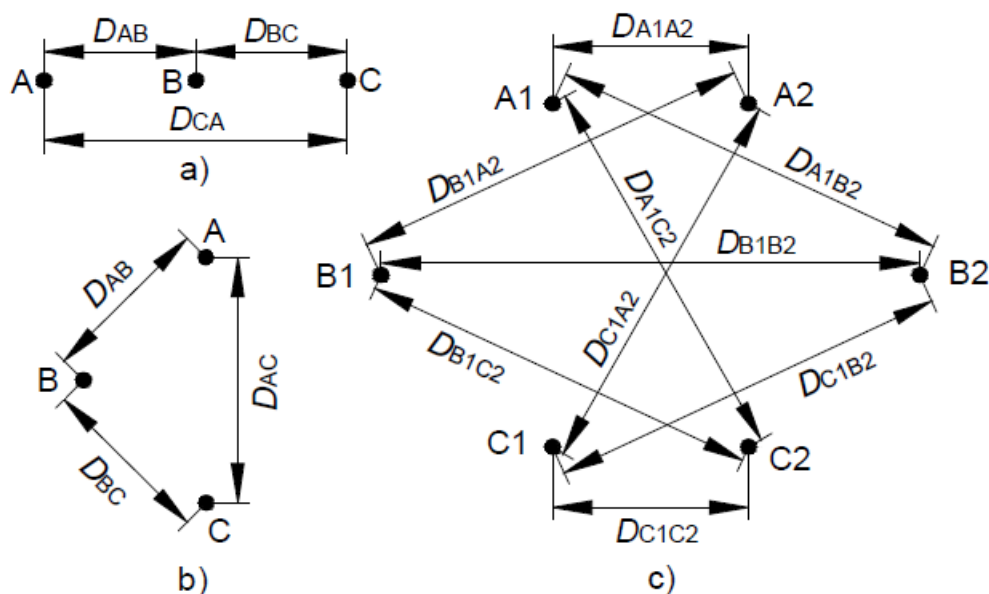 DAB DBC
A B C
DCA
a)
A
DAB
B
DAC
DBC
C
b)
DA1A2
A1 A2
DB1A2 DA1B2
DA1C2
DB1B2
B1 B2
DC1A2
DB1C2 DC1B2
C1 C2
DC1C2
c)